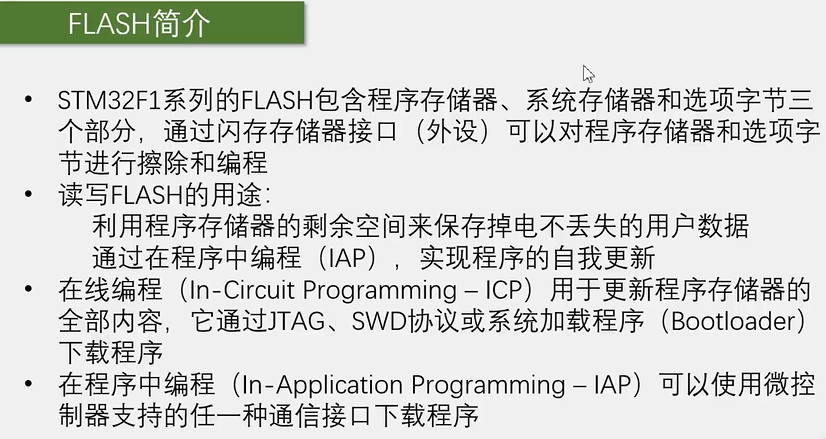 FLASH简介
• STM32F1系列的FLASH包含程序存储器、系统存储器和选项字节三
个部分，通过闪存存储器接口（外设）可以对程序存储器和选项字
节进行擦除和编程
• 读写FLASH的用途：
利用程序存储器的剩余空间来保存掉电不丢失的用户数据
通过在程序中编程（IAP），实现程序的自我更新
• 在线编程（In-Circuit Programming – ICP）用于更新程序存储器的
全部内容，它通过JTAG、SWD协议或系统加载程序（Bootloader）
下载程序
• 在程序中编程（In-Application Programming – IAP）可以使用微控
制器支持的任一种通信接口下载程序